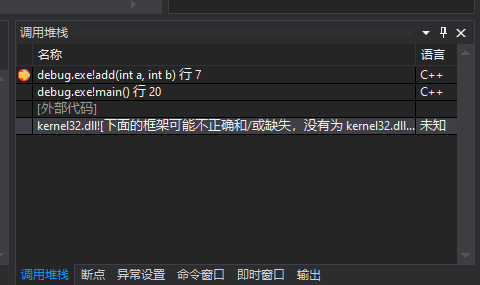 调用堆栈
名称 语言
debug.exe!add(int a, int b) 行 7 C++
debug.exe!main() 行 20 C++
[外部代码]
kernel32.dll![下面的框架可能不正确和/或缺失，没有为 kernel32.dll... 未知
调用堆栈 断点 异常设置 命令窗口 即时窗口 输出